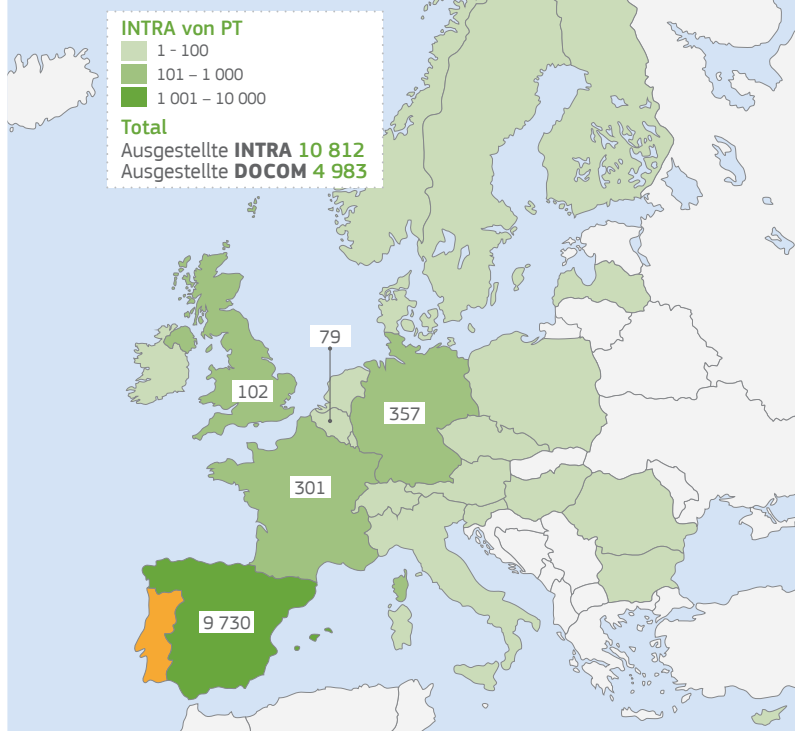 INTRA von PT
1 - 100
101 – 1 000
1 001 – 10 000
Total
Ausgestellte INTRA 10 812
Ausgestellte DOCOM 4 983
79
102
357
301
9 730